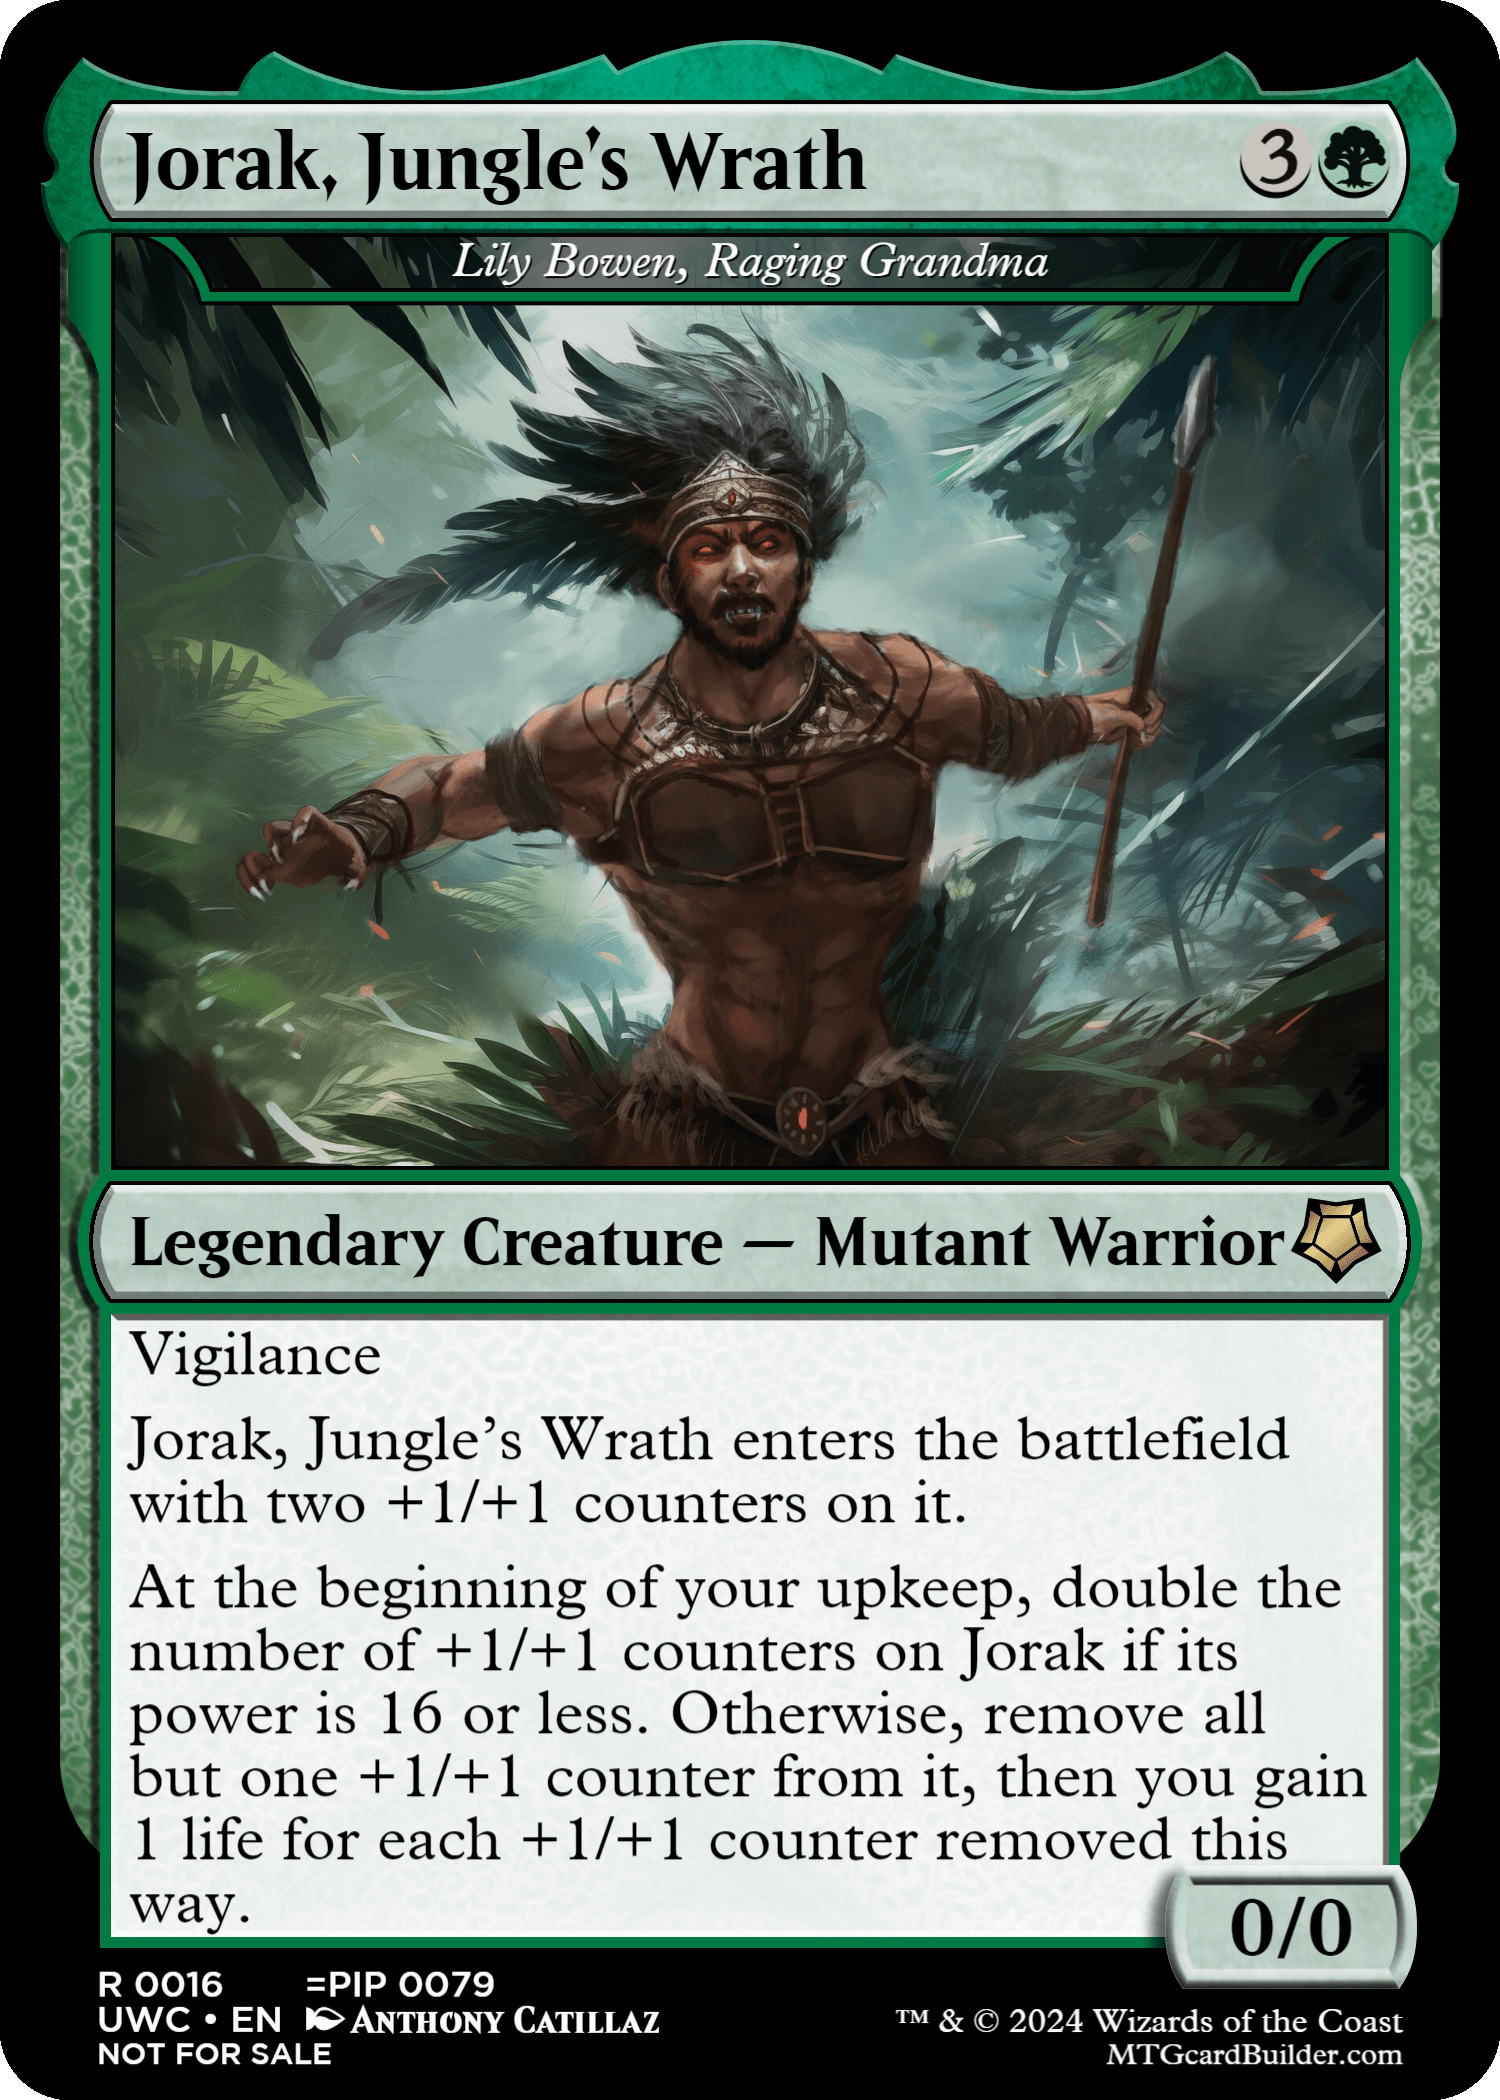 Jorak, Jungle's Wrath 3
Lily Bowen, Raging Grandma
Legendary Creature — Mutant Warrior
Vigilance
Jorak, Jungle's Wrath enters the battlefield
with two +1/+1 counters on it.
At the beginning of your upkeep, double the
number of +1/+1 counters on Jorak if its
power is 16 or less. Otherwise, remove all
but one +1/+1 counter from it, then you gain
1 life for each +1/+1 counter removed this
way.
0/0
R 0016 =PIP 0079
UWC • EN Anthony Catillaz
NOT FOR SALE
™ & © 2024 Wizards of the Coast
MTGcardBuilder.com